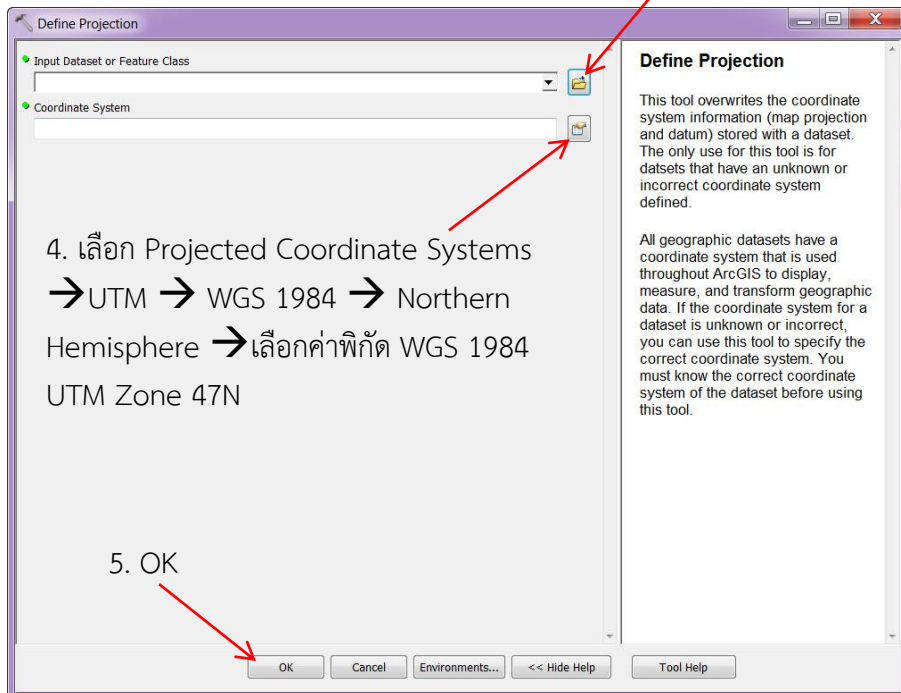 Define Projection
Input Dataset or Feature Class
Coordinate System
4. เลือก Projected Coordinate Systems
→UTM → WGS 1984 → Northern
Hemisphere →เลือกค่าพิกัด WGS 1984
UTM Zone 47N
5. OK
Define Projection
This tool overwrites the coordinate
system information (map projection
and datum) stored with a dataset.
The only use for this tool is for
datsets that have an unknown or
incorrect coordinate system
defined.
All geographic datasets have a
coordinate system that is used
throughout ArcGIS to display,
measure, and transform geographic
data. If the coordinate system for a
dataset is unknown or incorrect,
you can use this tool to specify the
correct coordinate system. You
must know the correct coordinate
system of the dataset before using
this tool.
OK Cancel Environments... << Hide Help Tool Help